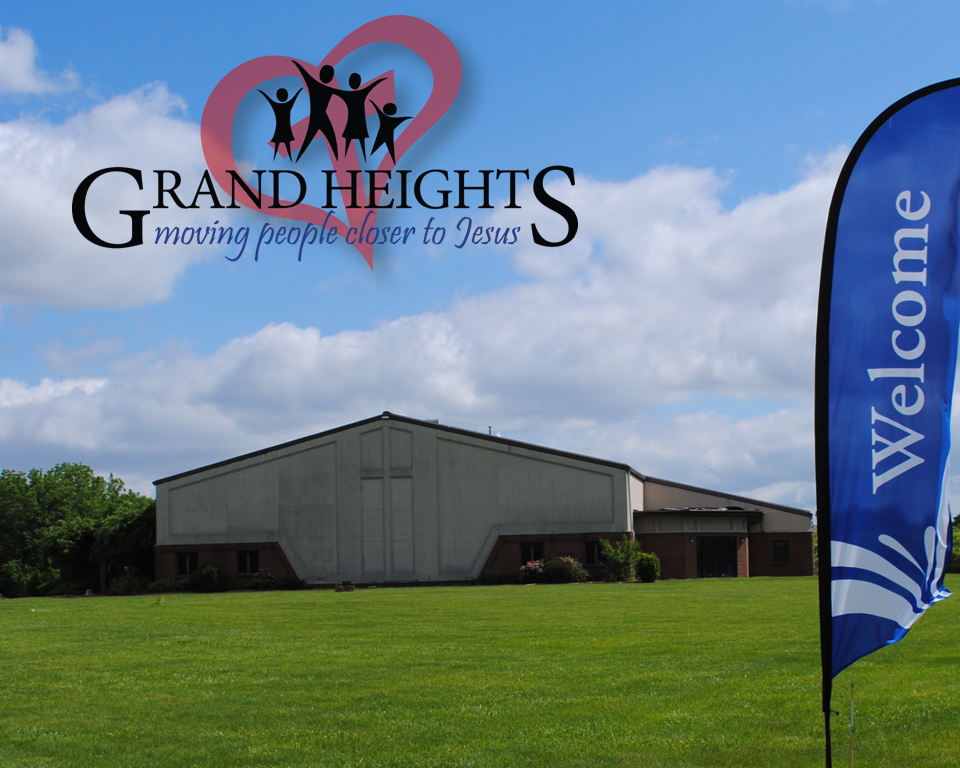 GRAND HEIGHTS
moving people closer to Jesus
Welcome